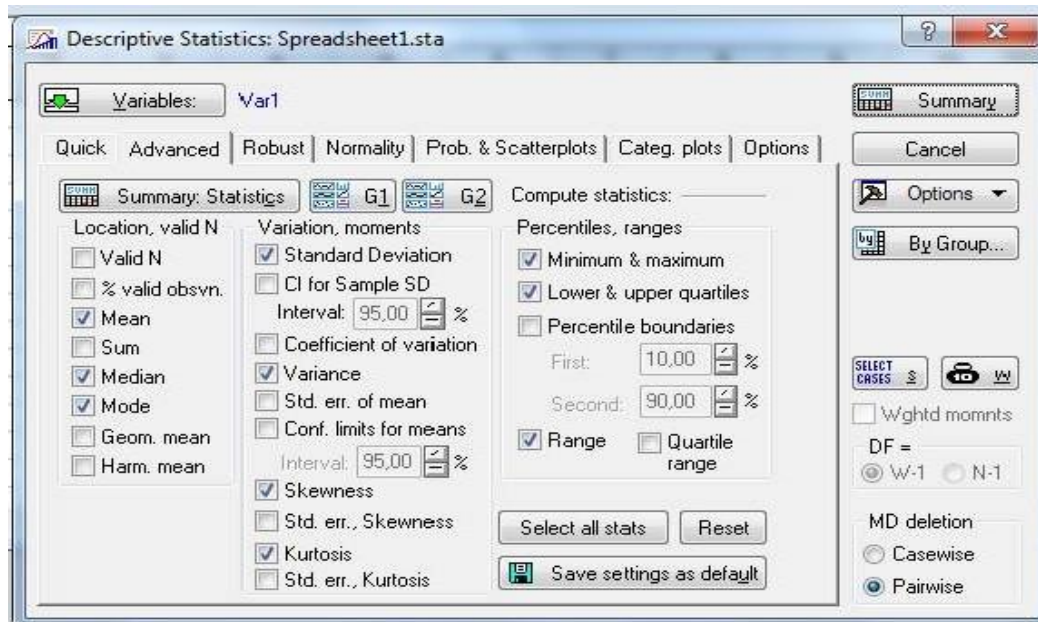 Descriptive Statistics: Spreadsheet1.sta
?
Variables: Var1
Summary
Quick Advanced Robust Normality Prob. & Scatterplots Categ. plots Options
Cancel
Summary: Statistics G1 G2 Compute statistics:
Options
By Group...
Location, valid N
Valid N
% valid obsvn.
Mean
Sum
Median
Mode
Geom. mean
Harm. mean
Variation, moments
Standard Deviation
CI for Sample SD
Interval: 95,00 %
Coefficient of variation
Variance
Std. err. of mean
Conf. limits for means
Interval: 95,00 %
Skewness
Std. err., Skewness
Kurtosis
Std. err., Kurtosis
Percentiles, ranges
Minimum & maximum
Lower & upper quartiles
Percentile boundaries
First: 10,00 %
Second: 90,00 %
Range Quartile
range
Select all stats Reset
Save settings as default
SELECT
CASES S W
Wghtd momnts
DF =
W-1 N-1
MD deletion
Casewise
Pairwise